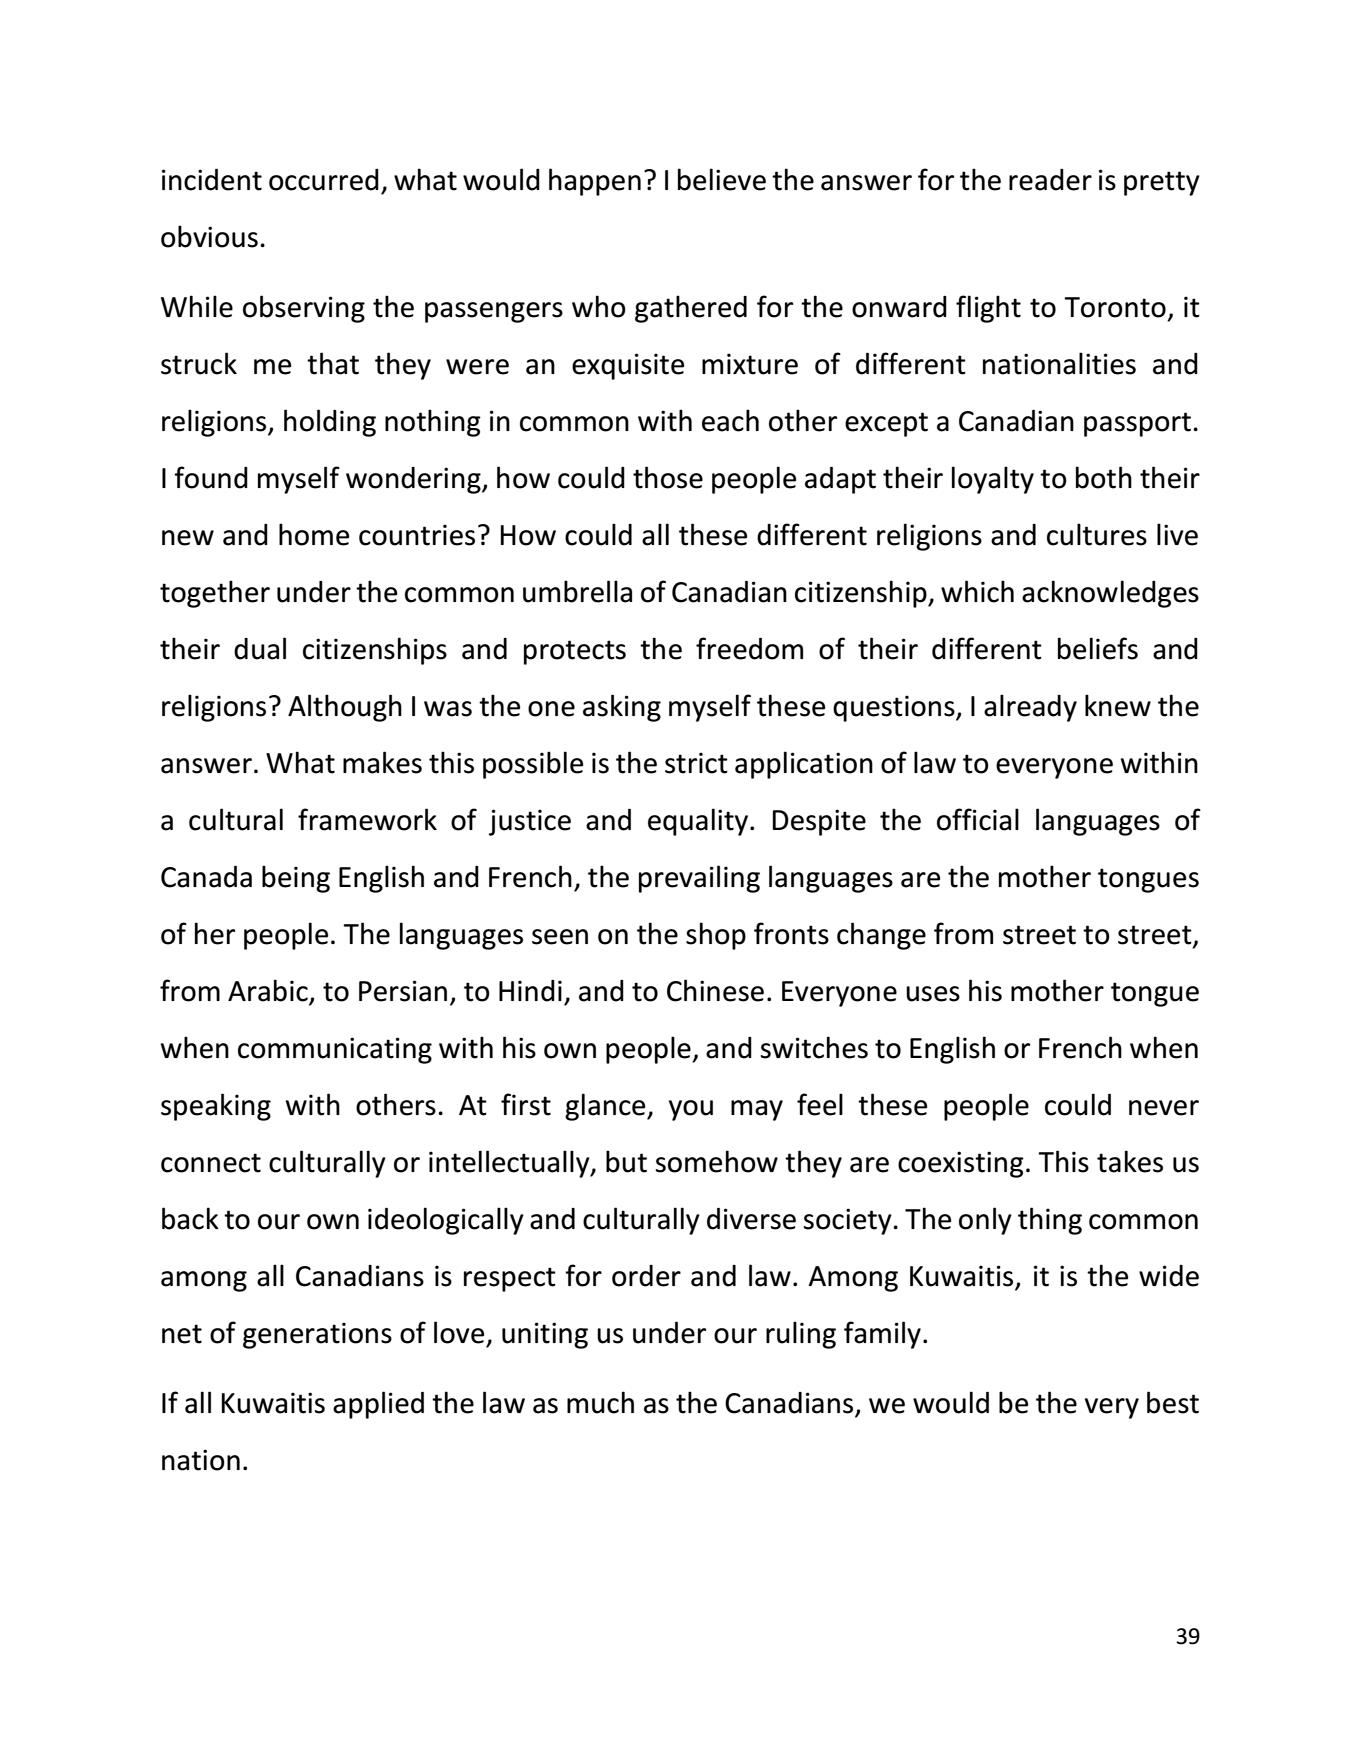 incident occurred, what would happen? I believe the answer for the reader is pretty
obvious.
While observing the passengers who gathered for the onward flight to Toronto, it
struck me that they were an exquisite mixture of different nationalities and
religions, holding nothing in common with each other except a Canadian passport.
I found myself wondering, how could those people adapt their loyalty to both their
new and home countries? How could all these different religions and cultures live
together under the common umbrella of Canadian citizenship, which acknowledges
their dual citizenships and protects the freedom of their different beliefs and
religions? Although I was the one asking myself these questions, I already knew the
answer. What makes this possible is the strict application of law to everyone within
a cultural framework of justice and equality. Despite the official languages of
Canada being English and French, the prevailing languages are the mother tongues
of her people. The languages seen on the shop fronts change from street to street,
from Arabic, to Persian, to Hindi, and to Chinese. Everyone uses his mother tongue
when communicating with his own people, and switches to English or French when
speaking with others. At first glance, you may feel these people could never
connect culturally or intellectually, but somehow they are coexisting. This takes us
back to our own ideologically and culturally diverse society. The only thing common
among all Canadians is respect for order and law. Among Kuwaitis, it is the wide
net of generations of love, uniting us under our ruling family.
If all Kuwaitis applied the law as much as the Canadians, we would be the very best
nation.
39